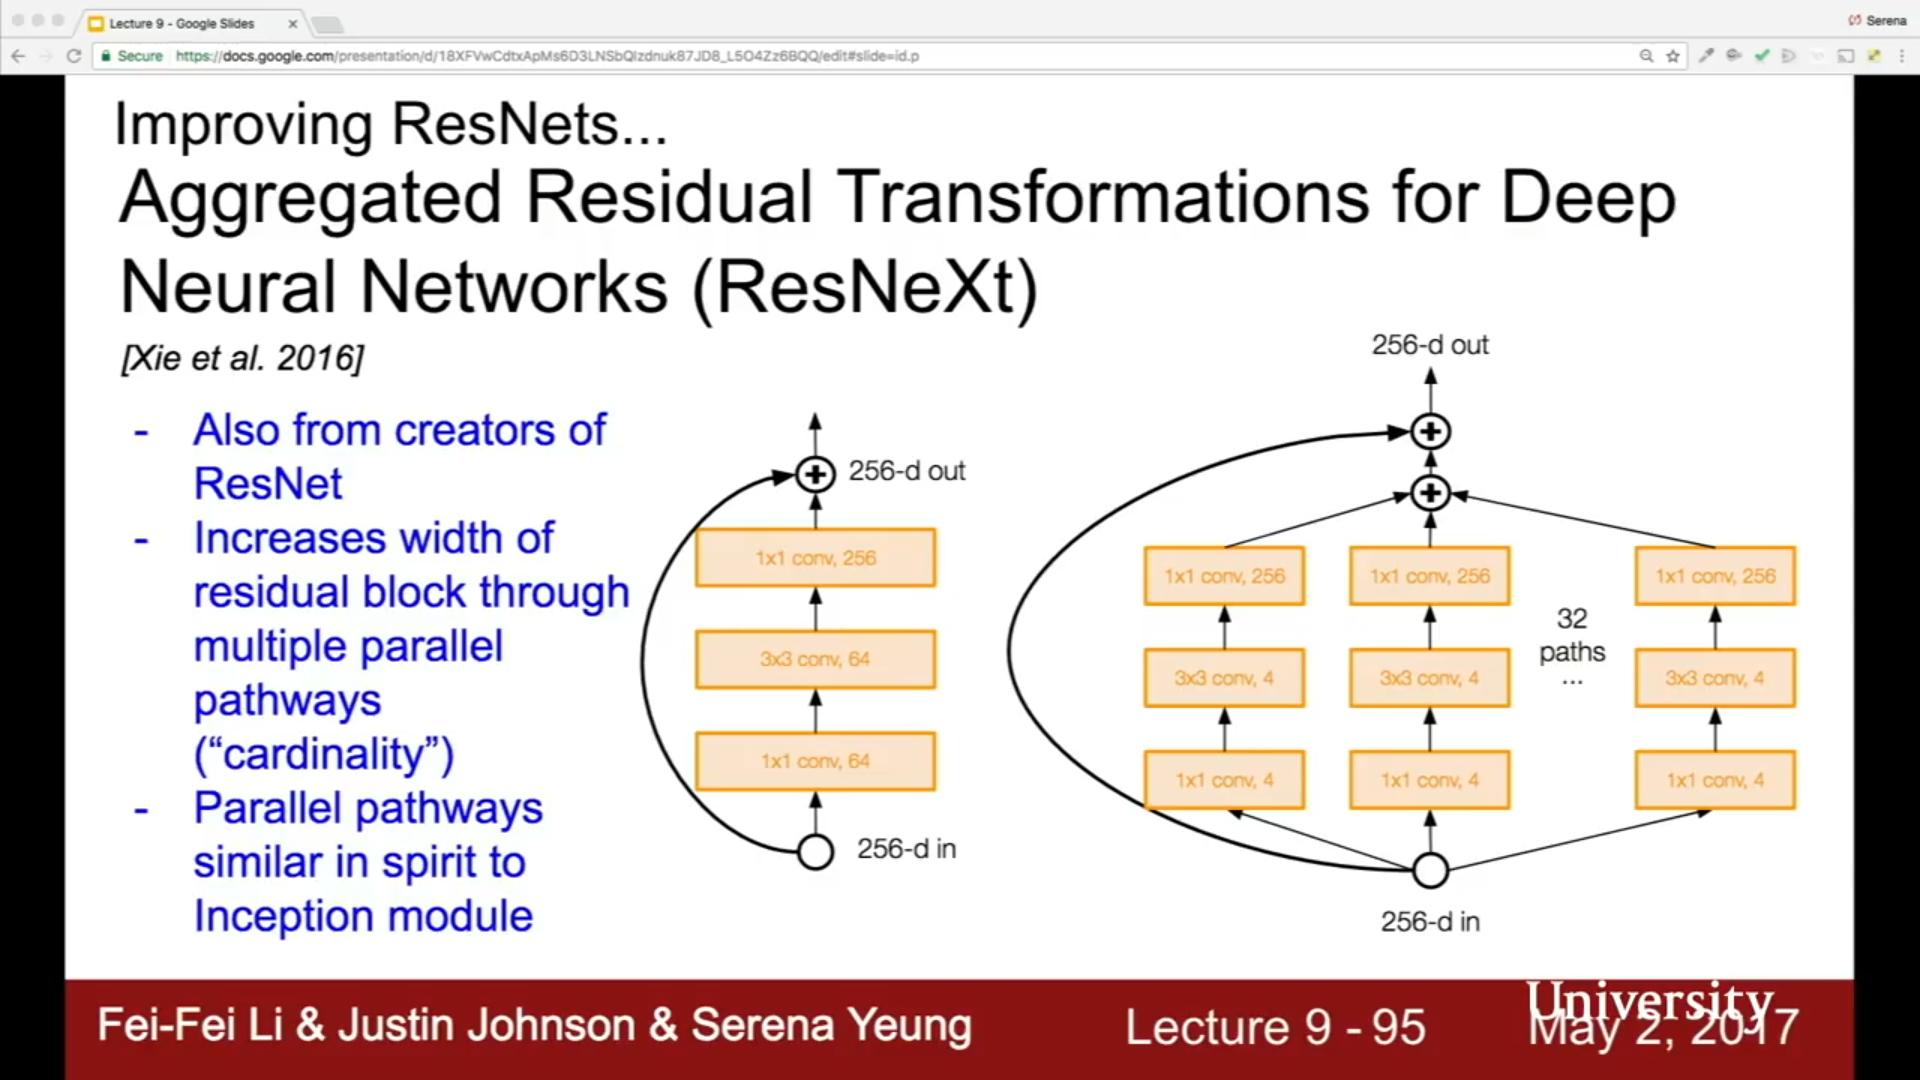 Lecture 9 - Google Slides
Serena
Secure
https://docs.google.com/presentation/d/18XFVwCdtxApMs6D3LNSbQIzdnuk87JD8_L5O4Zz6BQQ/edit#slide=id.p
Improving ResNets...
Aggregated Residual Transformations for Deep
Neural Networks (ResNeXt)
[Xie et al. 2016]
- Also from creators of
ResNet
- Increases width of
residual block through
multiple parallel
pathways
(“cardinality”)
- Parallel pathways
similar in spirit to
Inception module
256-d out
1x1 conv, 256
3x3 conv, 64
1x1 conv, 64
256-d in
256-d out
1x1 conv, 256
1x1 conv, 256
1x1 conv, 256
32
paths
...
3x3 conv, 4
3x3 conv, 4
3x3 conv, 4
1x1 conv, 4
1x1 conv, 4
1x1 conv, 4
256-d in
Fei-Fei Li & Justin Johnson & Serena Yeung
Lecture 9 - 95
University
May 2, 2017